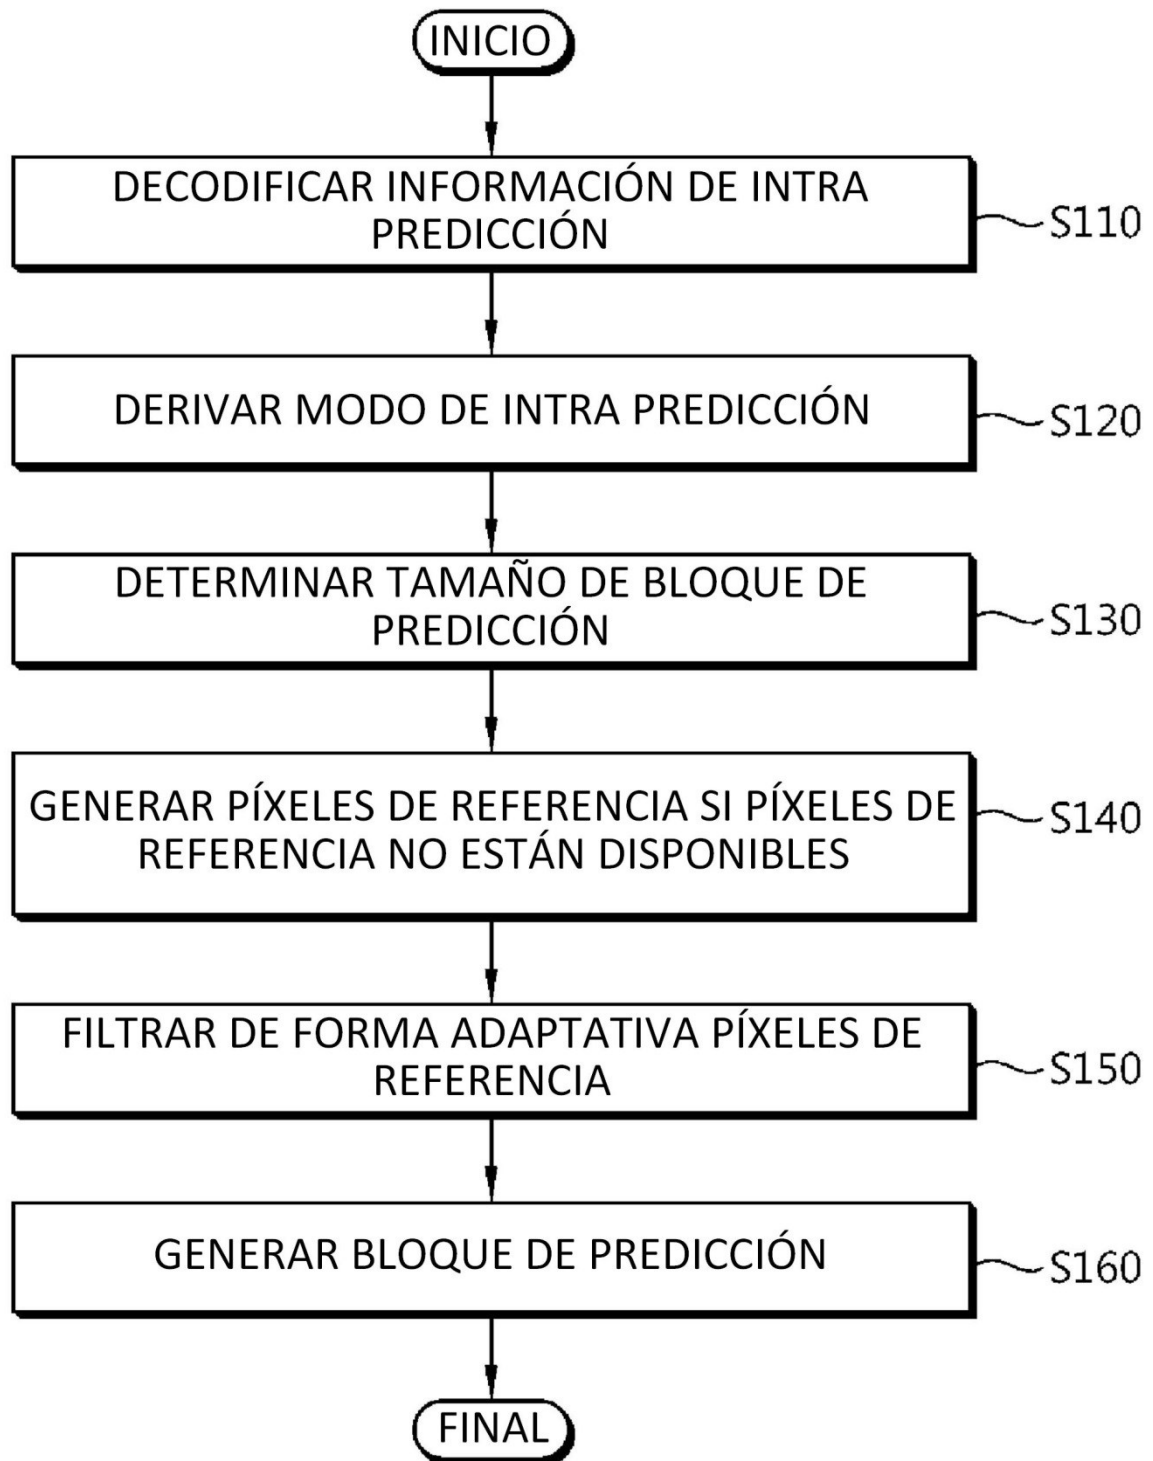 INICIO
DECODIFICAR INFORMACIÓN DE INTRA
PREDICCIÓN
S110
DERIVAR MODO DE INTRA PREDICCIÓN
S120
DETERMINAR TAMAÑO DE BLOQUE DE
PREDICCIÓN
S130
GENERAR PÍXELES DE REFERENCIA SI PÍXELES DE
REFERENCIA NO ESTÁN DISPONIBLES
S140
FILTRAR DE FORMA ADAPTATIVA PÍXELES DE
REFERENCIA
S150
GENERAR BLOQUE DE PREDICCIÓN
S160
FINAL